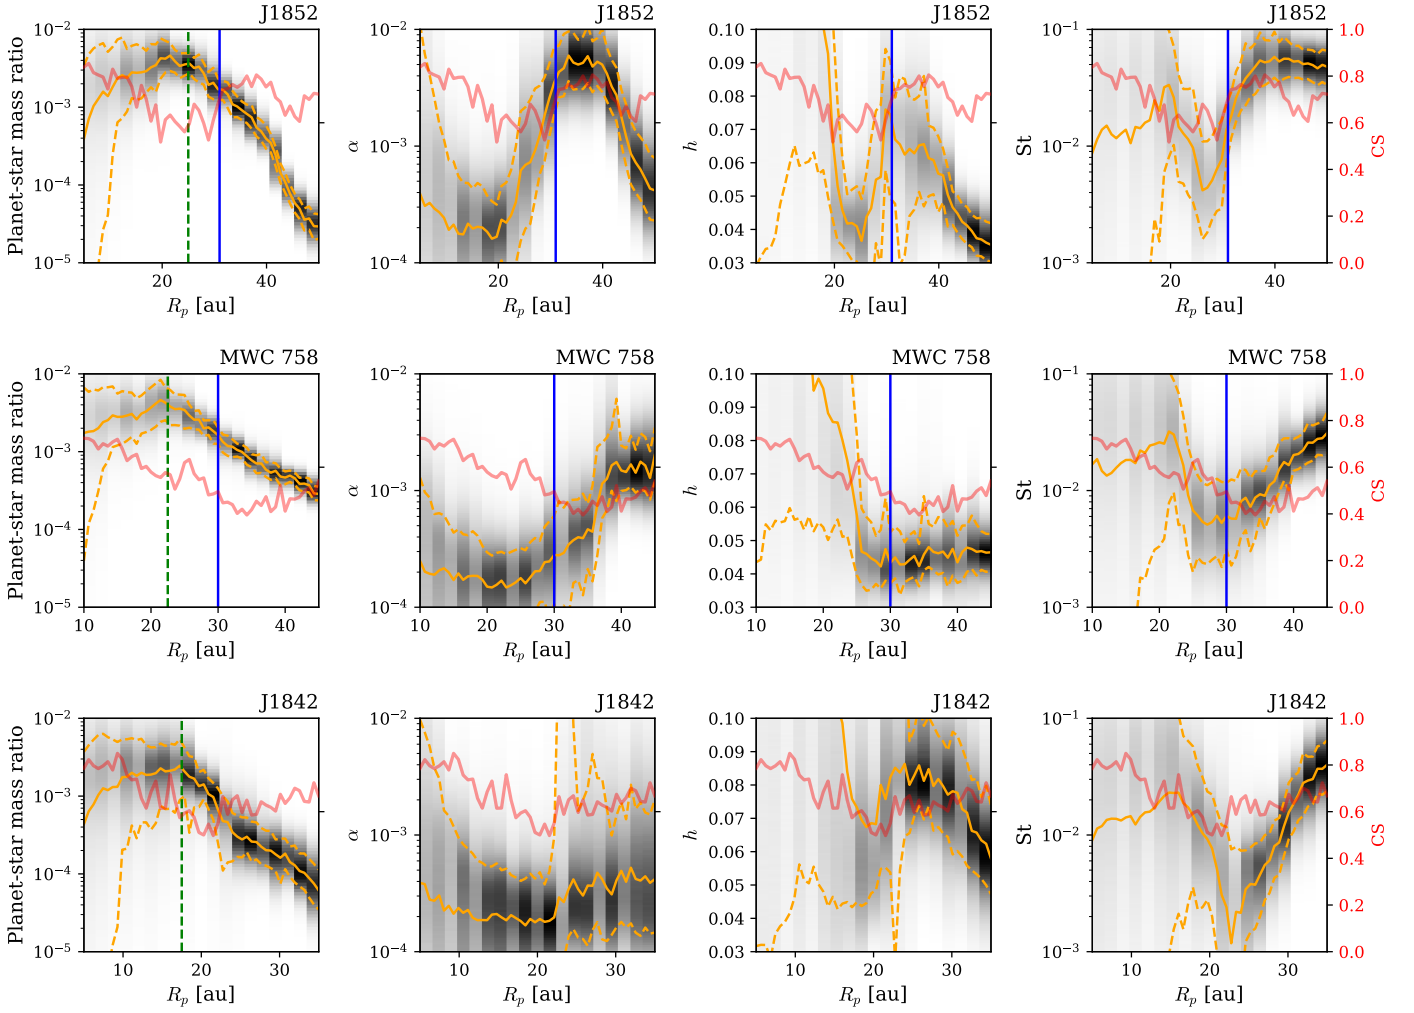 J1852 J1852 J1852 J1852
Planet-star mass ratio
10⁻² 10⁻³ 10⁻⁴ 10⁻⁵
20 40
R_p [au]
α
10⁻² 10⁻³ 10⁻⁴
20 40
R_p [au]
h
0.10 0.09 0.08 0.07 0.06 0.05 0.04 0.03
20 40
R_p [au]
St
10⁻¹ 10⁻² 10⁻³
20 40
R_p [au]
1.0 0.8 0.6 0.4 0.2 0.0
CS
MWC 758 MWC 758 MWC 758 MWC 758
Planet-star mass ratio
10⁻² 10⁻³ 10⁻⁴ 10⁻⁵
10 20 30 40
R_p [au]
α
10⁻² 10⁻³ 10⁻⁴
10 20 30 40
R_p [au]
h
0.10 0.09 0.08 0.07 0.06 0.05 0.04 0.03
10 20 30 40
R_p [au]
St
10⁻¹ 10⁻² 10⁻³
10 20 30 40
R_p [au]
1.0 0.8 0.6 0.4 0.2 0.0
CS
J1842 J1842 J1842 J1842
Planet-star mass ratio
10⁻² 10⁻³ 10⁻⁴ 10⁻⁵
10 20 30
R_p [au]
α
10⁻² 10⁻³ 10⁻⁴
10 20 30
R_p [au]
h
0.10 0.09 0.08 0.07 0.06 0.05 0.04 0.03
10 20 30
R_p [au]
St
10⁻¹ 10⁻² 10⁻³
10 20 30
R_p [au]
1.0 0.8 0.6 0.4 0.2 0.0
CS